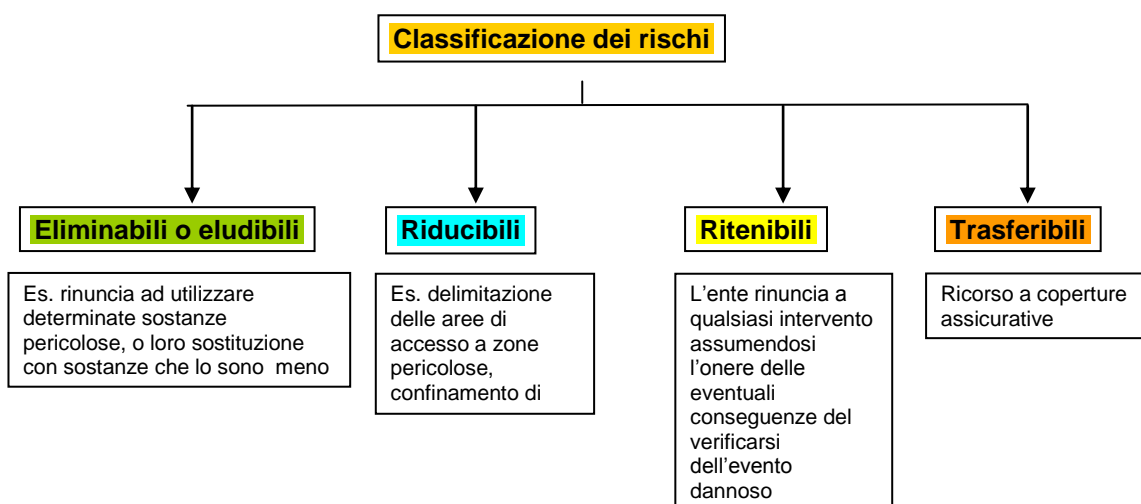 Classificazione dei rischi
Eliminabili o eludibili
Es. rinuncia ad utilizzare
determinate sostanze
pericolose, o loro sostituzione
con sostanze che lo sono meno
Riducibili
Es. delimitazione
delle aree di
accesso a zone
pericolose,
confinamento di
Ritenibili
L'ente rinuncia a
qualsiasi intervento
assumendosi
l’onere delle
eventuali
conseguenze del
verificarsi
dell’evento
dannoso
Trasferibili
Ricorso a coperture
assicurative